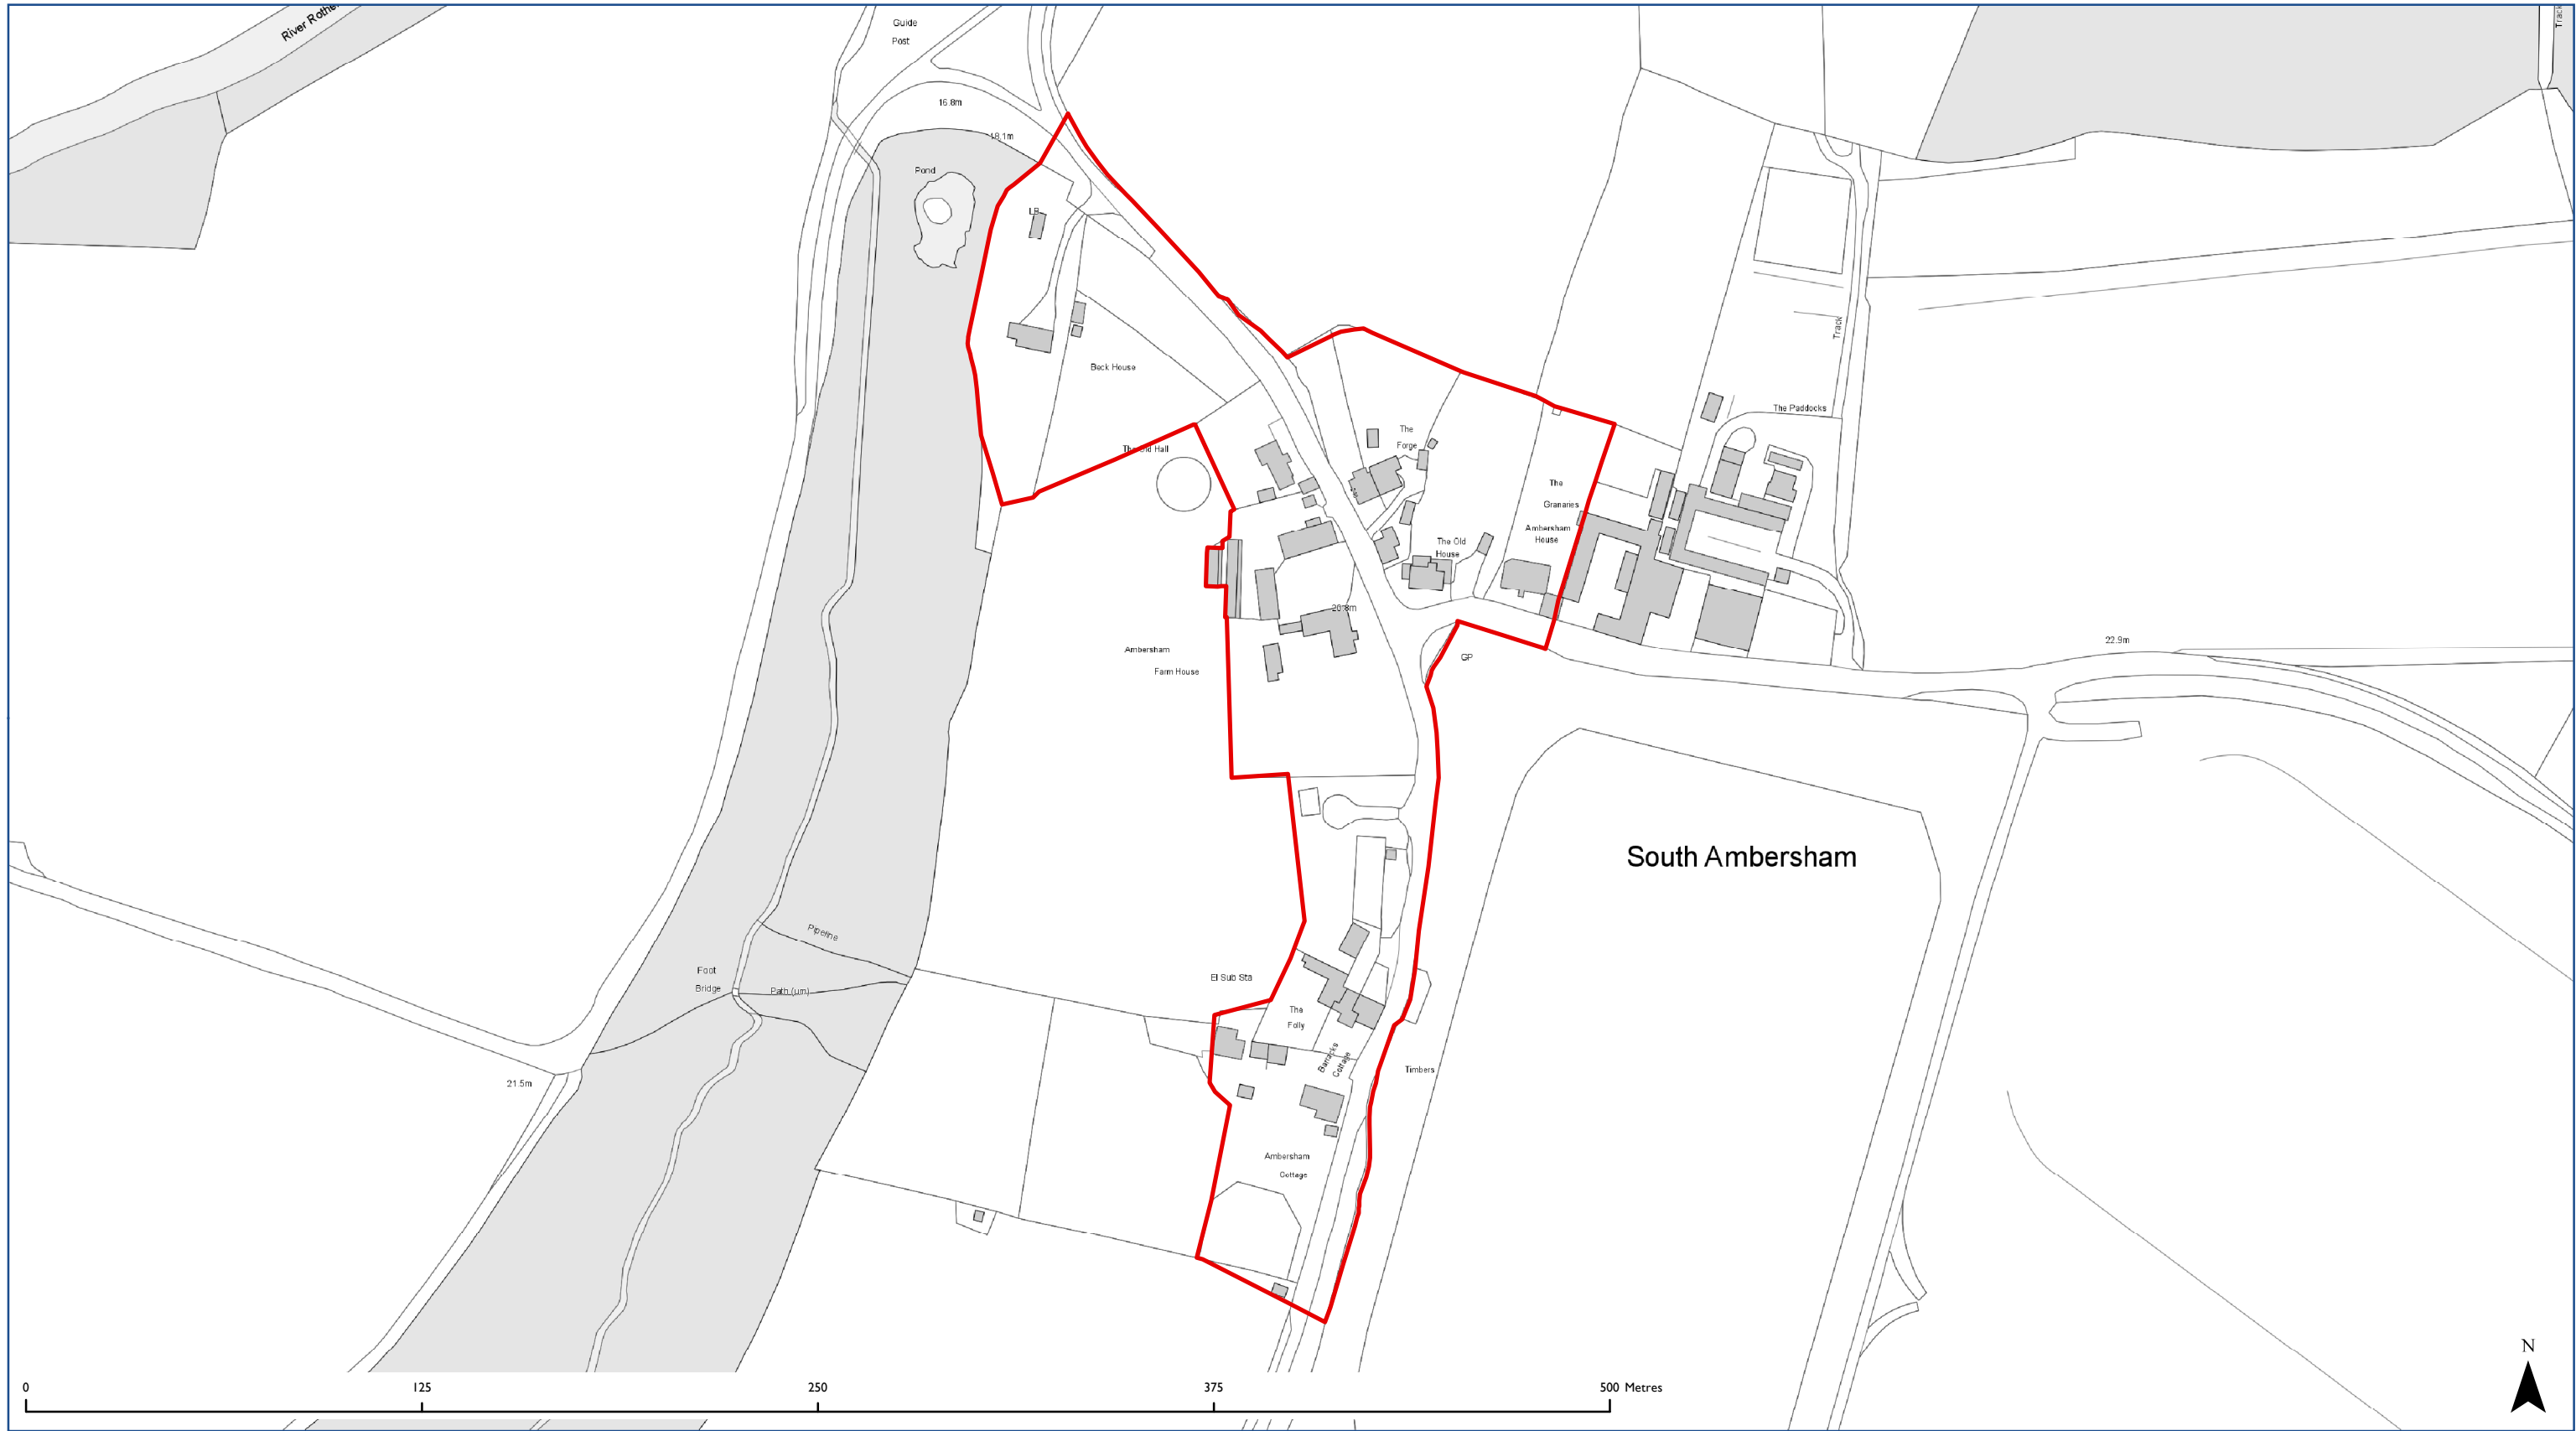 River Rother
Guide
Post
Track
16.8m
18.1m
Pond
LB
Track
Beck House
The Paddocks
The
Forge
The Old Hall
The
Granaries
Ambersham
House
The Old
House
20.8m
22.9m
Ambersham
Farm House
GP
South Ambersham
Pipeline
Foot
Bridge
Path (um)
El Sub Sta
The
Folly
Barracks
Cottage
Timbers
21.5m
Ambersham
Cottage
N
0 125 250 375 500 Metres